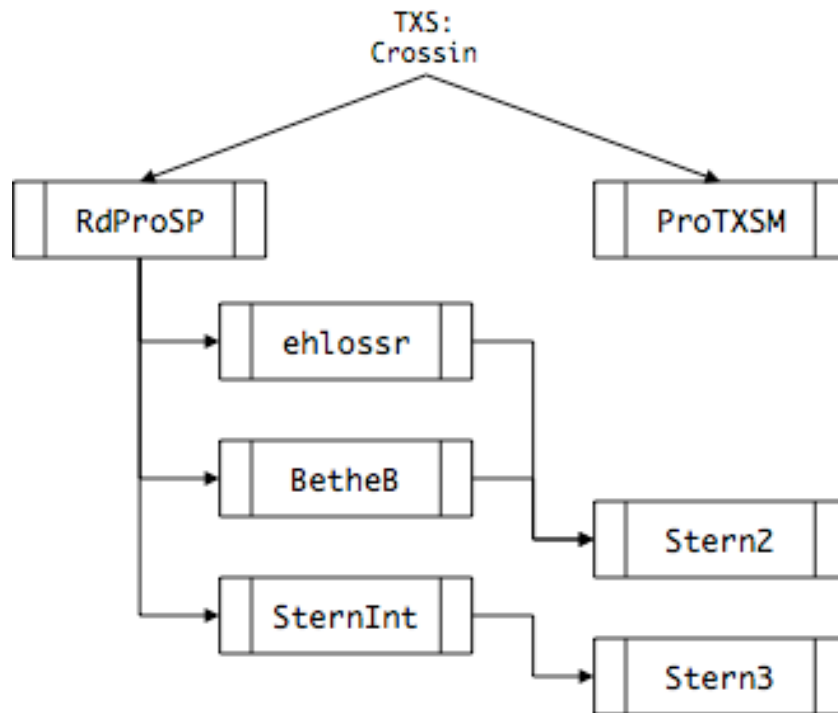 TXS:
Crossin
RdProSP
ProTXSM
ehlossr
BetheB
Stern2
SternInt
Stern3